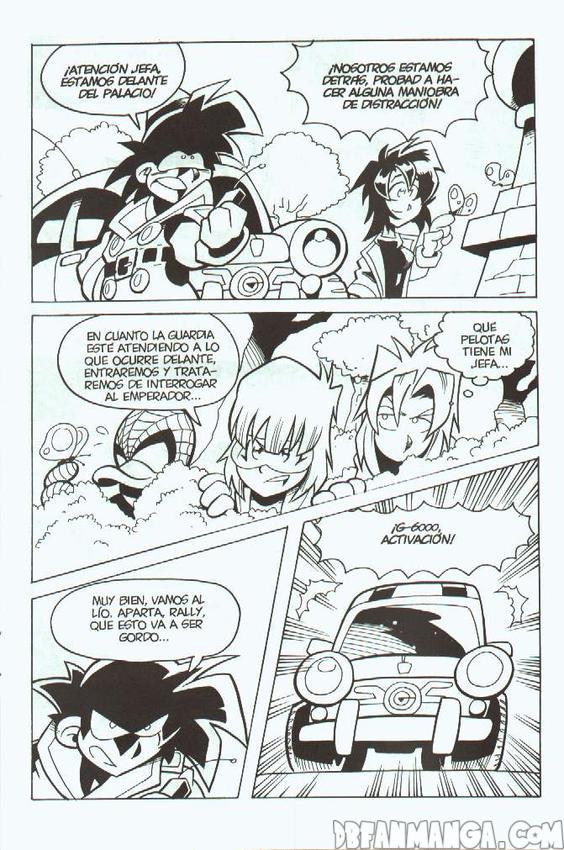 ¡ATENCIÓN JEFA,
ESTAMOS DELANTE
DEL PALACIO!
¡NOSOTROS ESTAMOS
DETRÁS, PROBAD A HA-
CER ALGUNA MANIOBRA
DE DISTRACCIÓN!
EN CUANTO LA GUARDIA
ESTÉ ATENDIENDO A LO
QUE OCURRE DELANTE,
ENTRAREMOS Y TRATA-
REMOS DE INTERROGAR
AL EMPERADOR...
QUE
PELOTAS
TIENE MI
JEFA...
MUY BIEN, VAMOS AL
LÍO. APARTA, RALLY,
QUE ESTO VA A SER
GORDO...
¡G-6000,
ACTIVACIÓN!
DBFANMANGA.COM